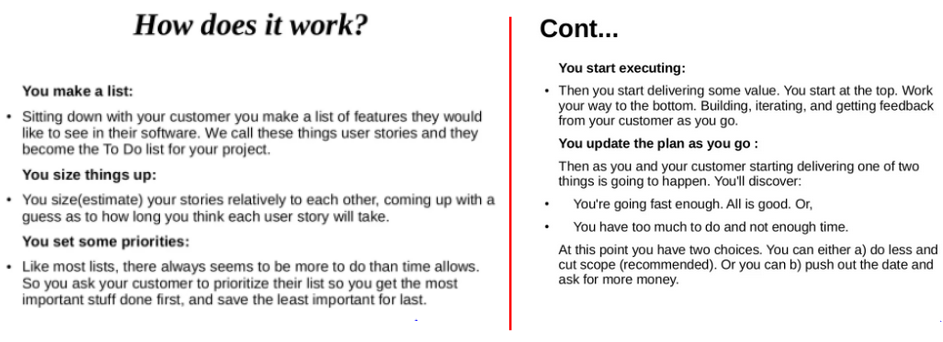 How does it work?
You make a list:
• Sitting down with your customer you make a list of features they would
like to see in their software. We call these things user stories and they
become the To Do list for your project.
You size things up:
• You size(estimate) your stories relatively to each other, coming up with a
guess as to how long you think each user story will take.
You set some priorities:
• Like most lists, there always seems to be more to do than time allows.
So you ask your customer to prioritize their list so you get the most
important stuff done first, and save the least important for last.
Cont...
You start executing:
• Then you start delivering some value. You start at the top. Work
your way to the bottom. Building, iterating, and getting feedback
from your customer as you go.
You update the plan as you go :
Then as you and your customer starting delivering one of two
things is going to happen. You'll discover:
• You're going fast enough. All is good. Or,
• You have too much to do and not enough time.
At this point you have two choices. You can either a) do less and
cut scope (recommended). Or you can b) push out the date and
ask for more money.